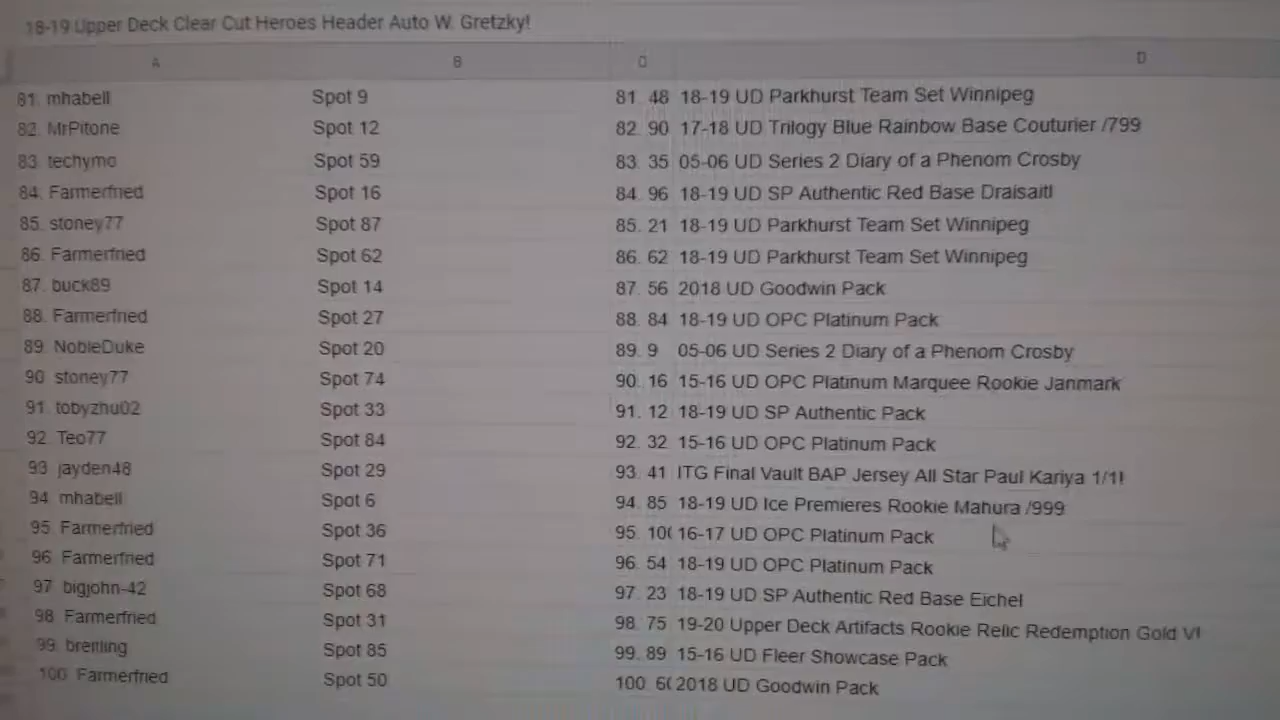 18-19 Upper Deck Clear Cut Heroes Header Auto W. Gretzky!
A B C D
81. mhabell Spot 9 81. 48 18-19 UD Parkhurst Team Set Winnipeg
82. MrPitone Spot 12 82. 90 17-18 UD Trilogy Blue Rainbow Base Couturier /799
83. techymo Spot 59 83. 35 05-06 UD Series 2 Diary of a Phenom Crosby
84. Farmerfried Spot 16 84. 96 18-19 UD SP Authentic Red Base Draisaitl
85. stoney77 Spot 87 85. 21 18-19 UD Parkhurst Team Set Winnipeg
86. Farmerfried Spot 62 86. 62 18-19 UD Parkhurst Team Set Winnipeg
87. buck89 Spot 14 87. 56 2018 UD Goodwin Pack
88. Farmerfried Spot 27 88. 84 18-19 UD OPC Platinum Pack
89. NobleDuke Spot 20 89. 9 05-06 UD Series 2 Diary of a Phenom Crosby
90. stoney77 Spot 74 90. 16 15-16 UD OPC Platinum Marquee Rookie Janmark
91. tobyzhu02 Spot 33 91. 12 18-19 UD SP Authentic Pack
92. Teo77 Spot 84 92. 32 15-16 UD OPC Platinum Pack
93. jayden48 Spot 29 93. 41 ITG Final Vault BAP Jersey All Star Paul Kariya 1/1!
94. mhabell Spot 6 94. 85 18-19 UD Ice Premieres Rookie Mahura /999
95. Farmerfried Spot 36 95. 10 16-17 UD OPC Platinum Pack
96. Farmerfried Spot 71 96. 54 18-19 UD OPC Platinum Pack
97. bigjohn-42 Spot 68 97. 23 18-19 UD SP Authentic Red Base Eichel
98. Farmerfried Spot 31 98. 75 19-20 Upper Deck Artifacts Rookie Relic Redemption Gold
99. breitling Spot 85 99. 89 15-16 UD Fleer Showcase Pack
100. Farmerfried Spot 50 100. 6 2018 UD Goodwin Pack